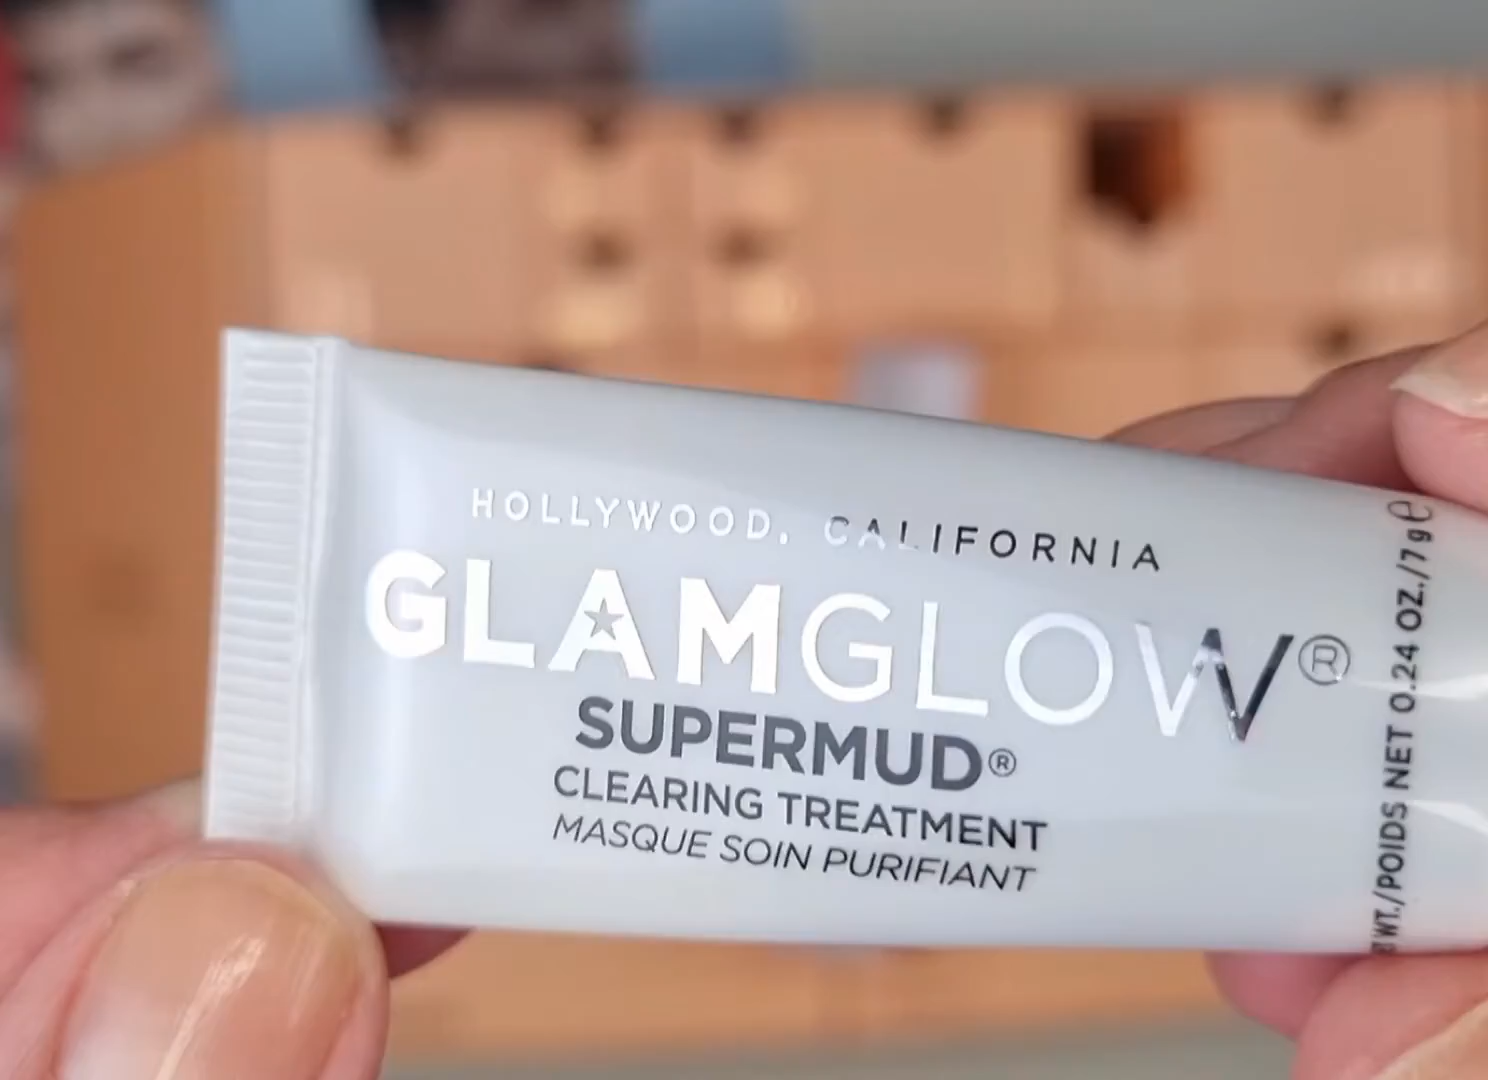 HOLLYWOOD, CALIFORNIA
GLAMGLOW®
SUPERMUD®
CLEARING TREATMENT
MASQUE SOIN PURIFIANT
WT./POIDS NET 0.24 OZ./7g℮